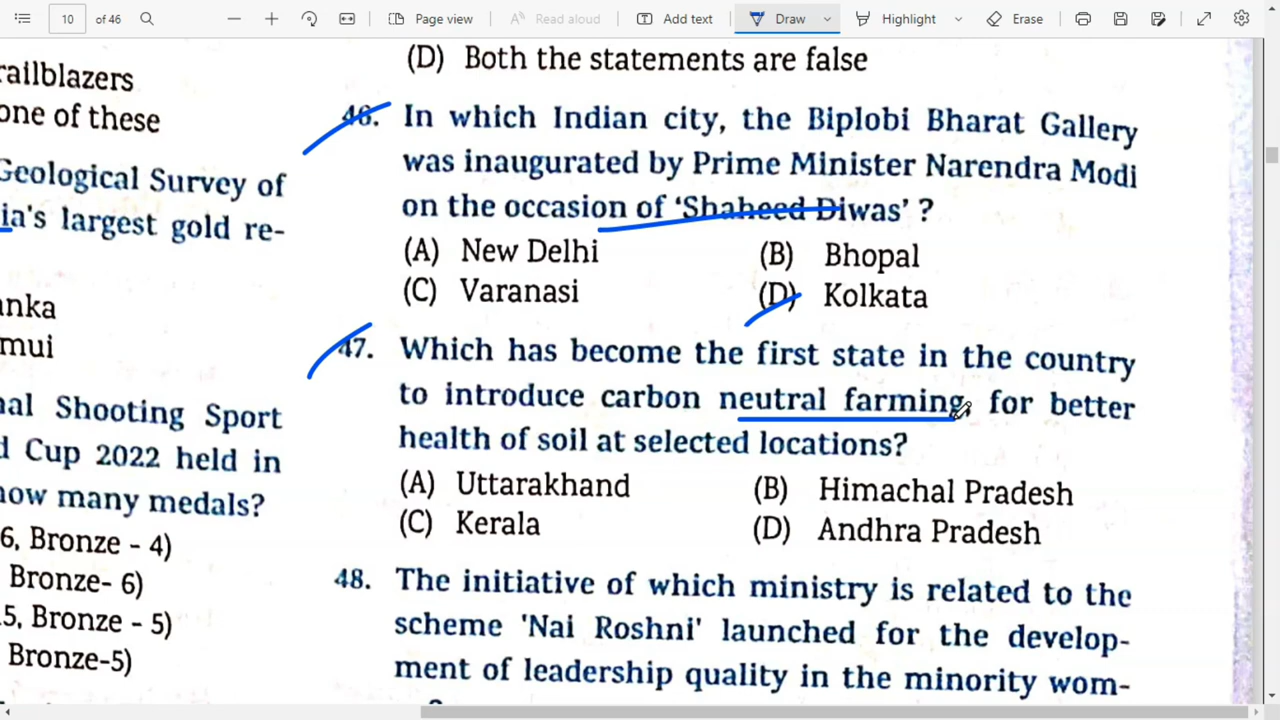 10
of 46
Page view
Read aloud
Add text
Draw
Highlight
Erase
railblazers
one of these
Geological Survey of
ia's largest gold re-
anka
mui
nal Shooting Sport
d Cup 2022 held in
how many medals?
6, Bronze - 4)
Bronze- 6)
5, Bronze - 5)
Bronze-5)
(D) Both the statements are false
46. In which Indian city, the Biplobi Bharat Gallery
was inaugurated by Prime Minister Narendra Modi
on the occasion of ‘Shaheed Diwas’ ?
(A) New Delhi (B) Bhopal
(C) Varanasi (D) Kolkata
47. Which has become the first state in the country
to introduce carbon neutral farming, for better
health of soil at selected locations?
(A) Uttarakhand (B) Himachal Pradesh
(C) Kerala (D) Andhra Pradesh
48. The initiative of which ministry is related to the
scheme 'Nai Roshni' launched for the develop-
ment of leadership quality in the minority wom-